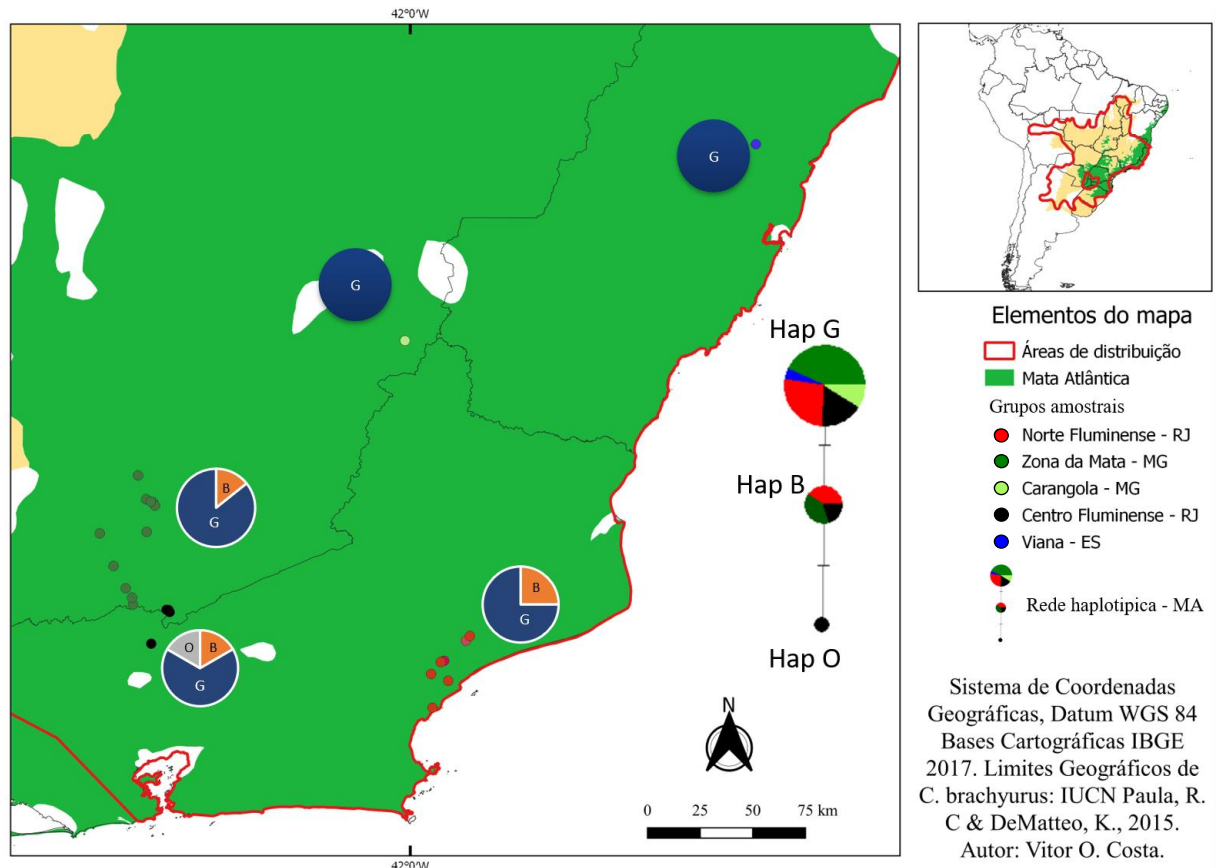 42°0'W
G
G
Hap G
Hap B
B
G
B
G
O
B
G
Hap O
N
0 25 50 75 km
42°0'W
Elementos do mapa
Áreas de distribuição
Mata Atlântica
Grupos amostrais
Norte Fluminense - RJ
Zona da Mata - MG
Carangola - MG
Centro Fluminense - RJ
Viana - ES
Rede haplotipica - MA
Sistema de Coordenadas
Geográficas, Datum WGS 84
Bases Cartográficas IBGE
2017. Limites Geográficos de
C. brachyurus: IUCN Paula, R.
C & DeMatteo, K., 2015.
Autor: Vitor O. Costa.